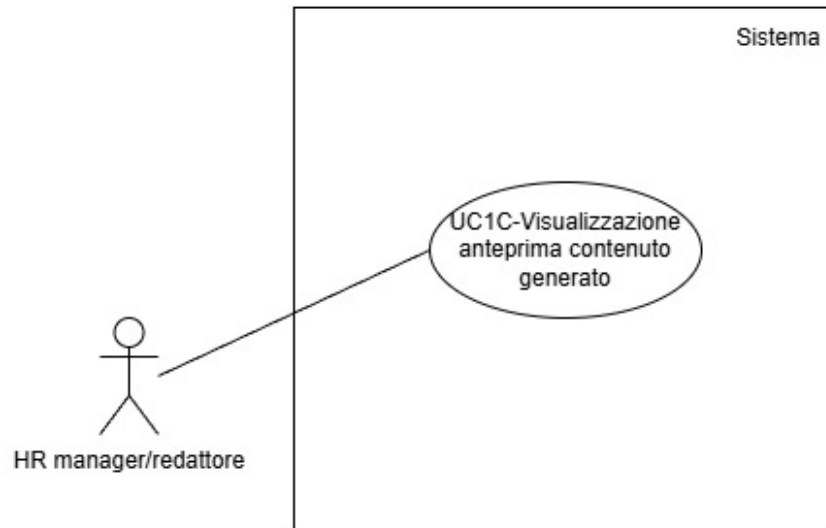 Sistema
UC1C-Visualizzazione
anteprima contenuto
generato
HR manager/redattore